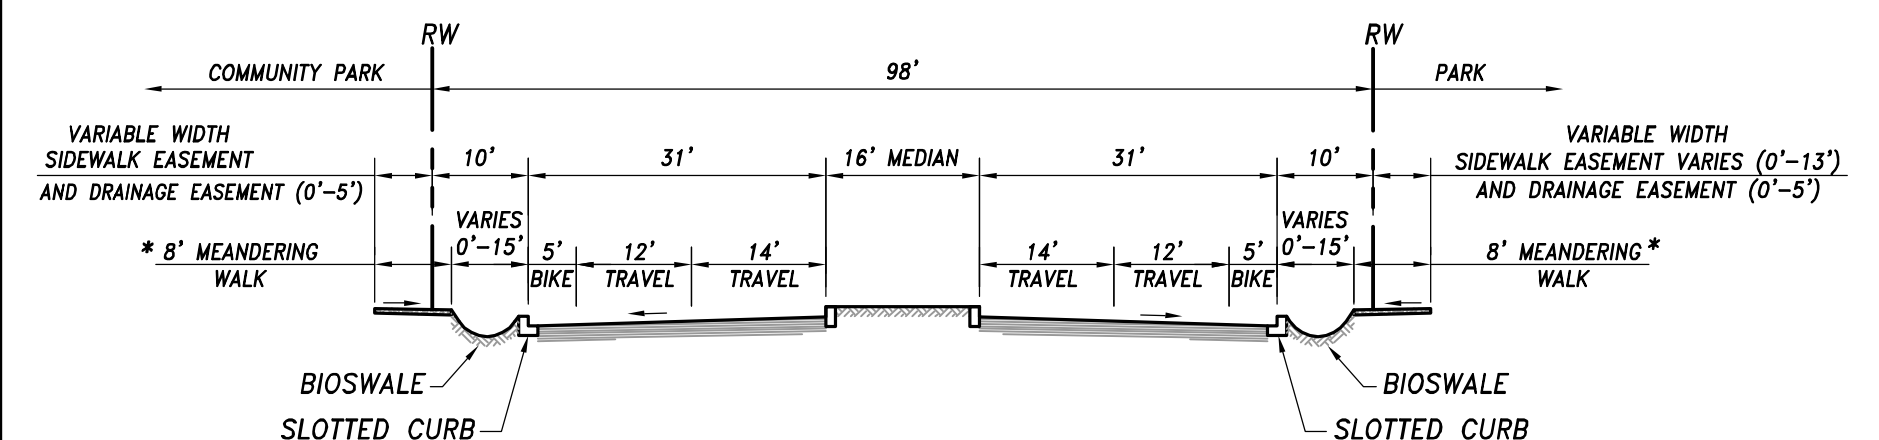 RW
RW
COMMUNITY PARK
98'
PARK
VARIABLE WIDTH
SIDEWALK EASEMENT
AND DRAINAGE EASEMENT (0'-5')
10'
31'
16' MEDIAN
31'
10'
VARIABLE WIDTH
SIDEWALK EASEMENT VARIES (0'-13')
AND DRAINAGE EASEMENT (0'-5')
* 8' MEANDERING
WALK
VARIES
0'-15'
5'
BIKE
12'
TRAVEL
14'
TRAVEL
14'
TRAVEL
12'
TRAVEL
5'
BIKE
VARIES
0'-15'
8' MEANDERING *
WALK
BIOSWALE
SLOTTED CURB
BIOSWALE
SLOTTED CURB